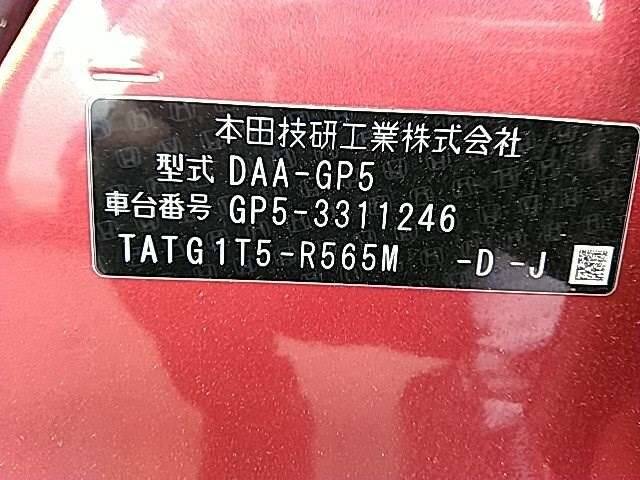 本田技研工業株式会社
型式 DAA-GP5
車台番号 GP5-3311246
TATG1T5-R565M -D -J